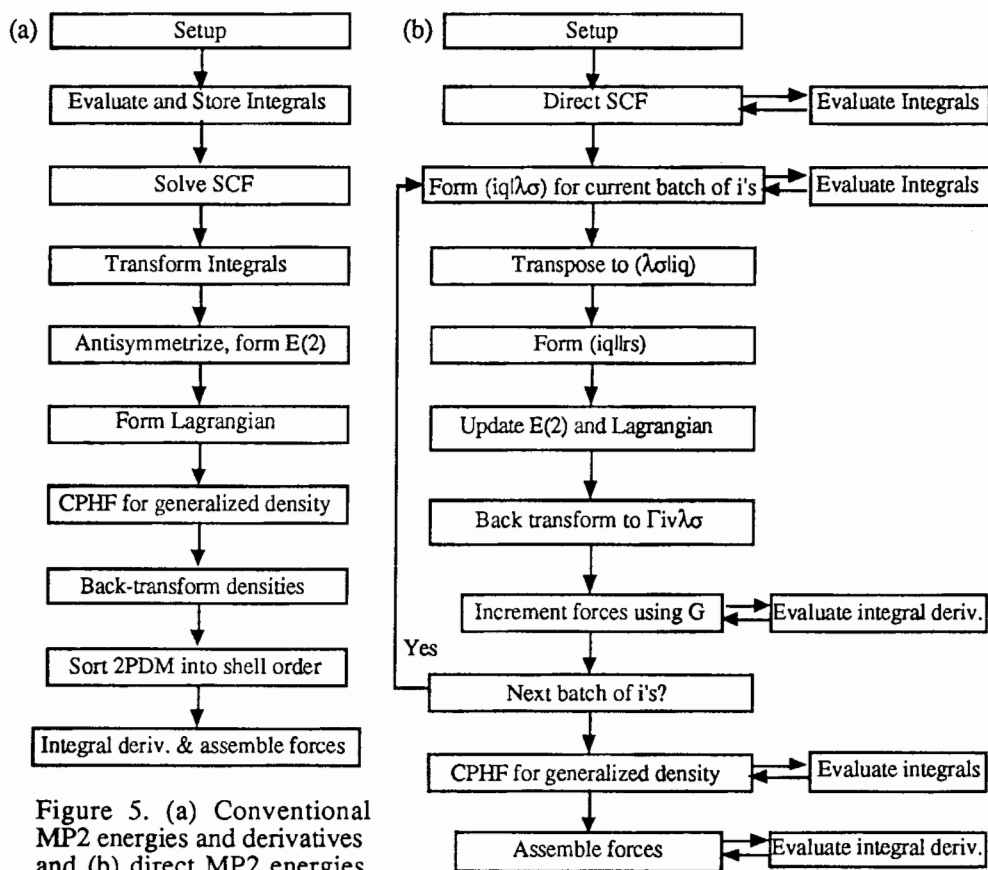 (a)
Setup
Evaluate and Store Integrals
Solve SCF
Transform Integrals
Antisymmetrize, form E(2)
Form Lagrangian
CPHF for generalized density
Back-transform densities
Sort 2PDM into shell order
Integral deriv. & assemble forces
Figure 5. (a) Conventional
MP2 energies and derivatives
and (b) direct MP2 energies
(b)
Setup
Direct SCF
Evaluate Integrals
Form (iq|λσ) for current batch of i's
Evaluate Integrals
Transpose to (λσ|iq)
Form (iq||rs)
Update E(2) and Lagrangian
Back transform to Γiνλσ
Increment forces using G
Evaluate integral deriv.
Yes
Next batch of i's?
CPHF for generalized density
Evaluate integrals
Assemble forces
Evaluate integral deriv.